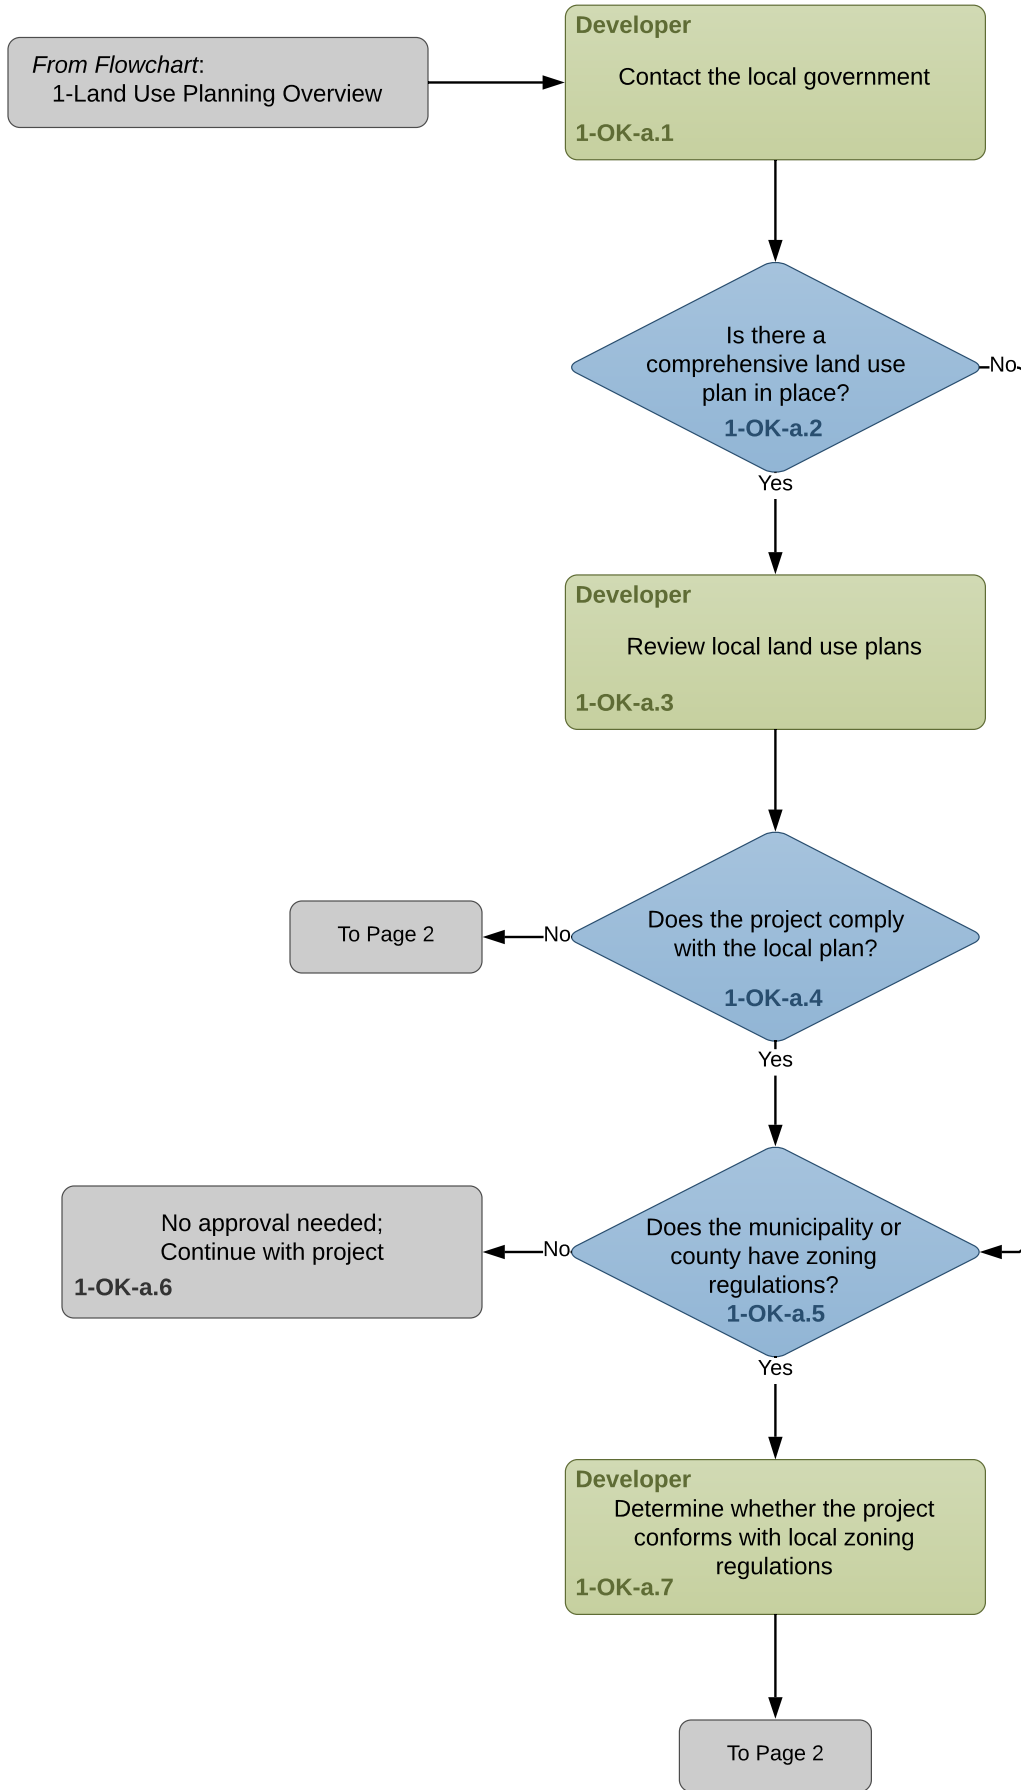 From Flowchart:
1-Land Use Planning Overview
Developer
Contact the local government
1-OK-a.1
Is there a
comprehensive land use
plan in place?
1-OK-a.2
No
Yes
Developer
Review local land use plans
1-OK-a.3
Does the project comply
with the local plan?
1-OK-a.4
No
To Page 2
Yes
Does the municipality or
county have zoning
regulations?
1-OK-a.5
No
No approval needed;
Continue with project
1-OK-a.6
Yes
Developer
Determine whether the project
conforms with local zoning
regulations
1-OK-a.7
To Page 2